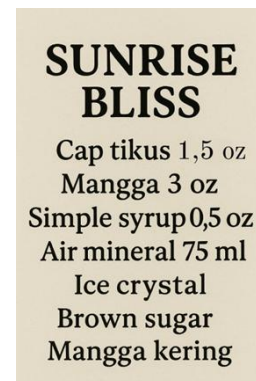 SUNRISE
BLISS
Cap tikus 1,5 oz
Mangga 3 oz
Simple syrup 0,5 oz
Air mineral 75 ml
Ice crystal
Brown sugar
Mangga kering